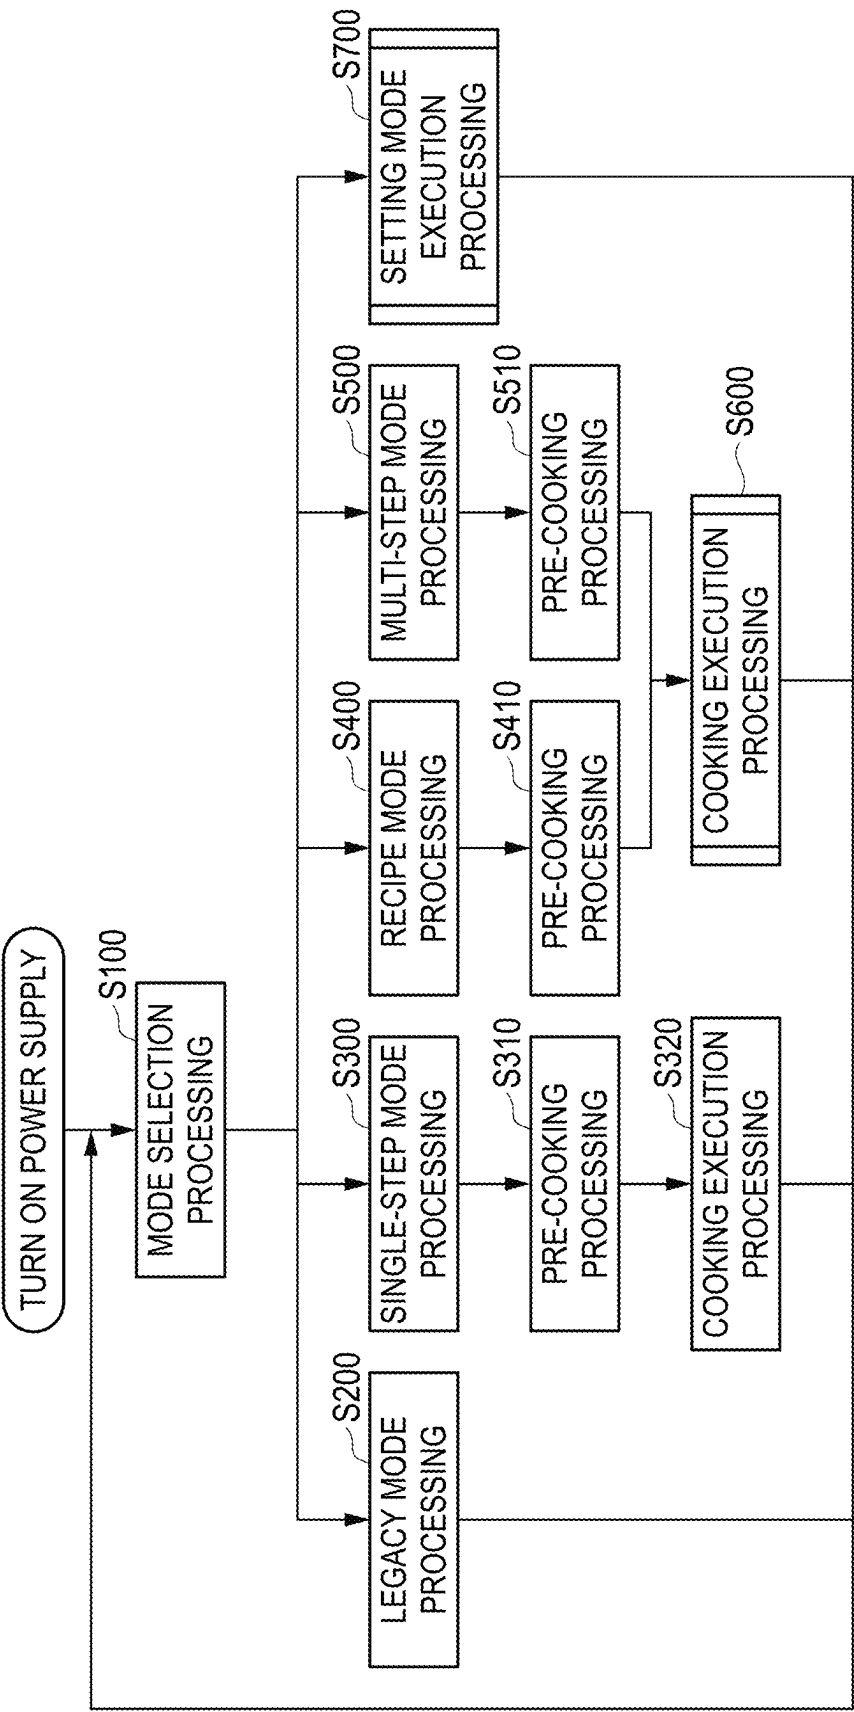 TURN ON POWER SUPPLY
S100
MODE SELECTION
PROCESSING
S200
LEGACY MODE
PROCESSING
S300
SINGLE-STEP MODE
PROCESSING
S310
PRE-COOKING
PROCESSING
S320
COOKING EXECUTION
PROCESSING
S400
RECIPE MODE
PROCESSING
S410
PRE-COOKING
PROCESSING
S500
MULTI-STEP MODE
PROCESSING
S510
PRE-COOKING
PROCESSING
S600
COOKING EXECUTION
PROCESSING
S700
SETTING MODE
EXECUTION
PROCESSING